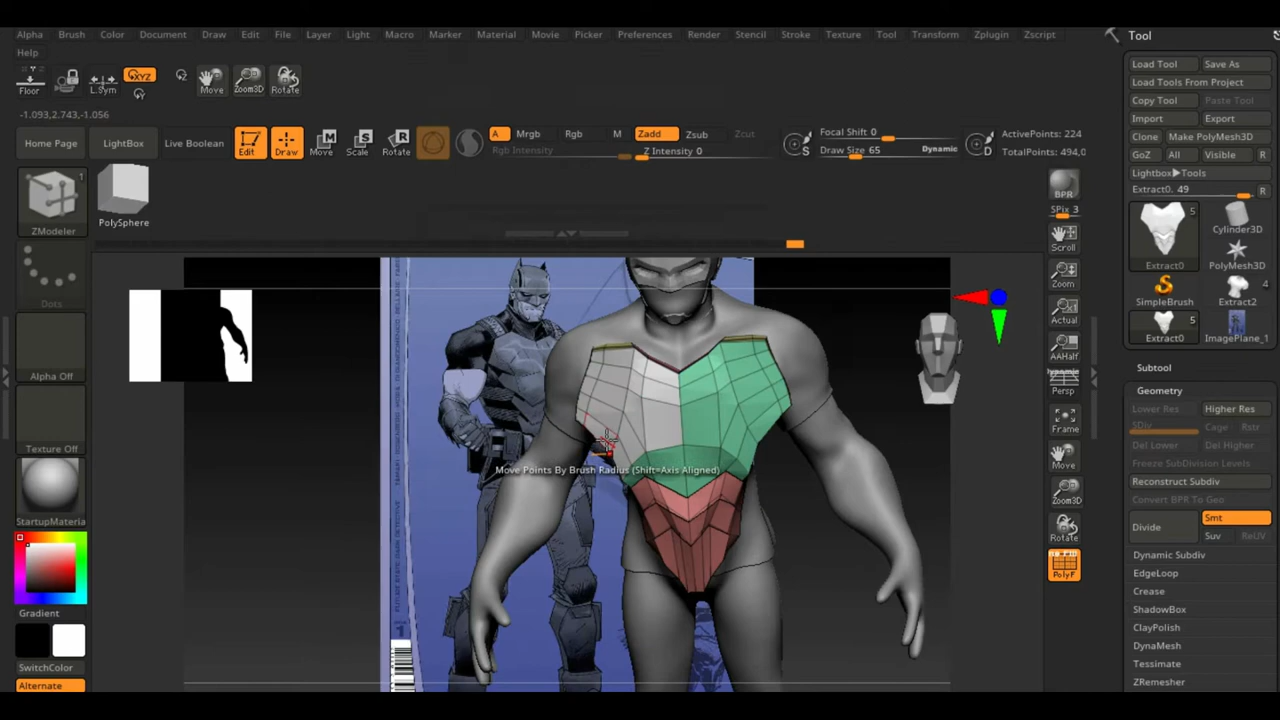 Alpha Brush Color Document Draw Edit File Layer Light Macro Marker Material Movie Picker Preferences Render Stencil Stroke Texture Tool Transform Zplugin Zscript
Help
Floor L.Sym XYZ Move Zoom3D Rotate
-1.093,2.743,-1.056
Home Page LightBox Live Boolean Edit Draw Move Scale Rotate
A Mrgb Rgb M Zadd Zsub Zcut
Rgb Intensity Z Intensity 0
Focal Shift 0
Draw Size 65 Dynamic
ActivePoints: 224
TotalPoints: 494,0
ZModeler
PolySphere
Dots
Alpha Off
Texture Off
StartupMateria
Gradient
SwitchColor
Alternate
Move Points By Brush Radius (Shift=Axis Aligned)
BPR
SPix 3
Scroll
Zoom
Actual
AAHalf
Dynamic
Persp
Frame
Move
Zoom3D
Rotate
PolyF
Tool
Load Tool Save As
Load Tools From Project
Copy Tool Paste Tool
Import Export
Clone Make PolyMesh3D
GoZ All Visible R
Lightbox▶Tools
Extract0. 49 R
5
Extract0
Cylinder3D
PolyMesh3D
SimpleBrush
4
Extract2
5
Extract0
ImagePlane_1
Subtool
Geometry
Lower Res Higher Res
SDiv Cage Rstr
Del Lower Del Higher
Freeze SubDivision Levels
Reconstruct Subdiv
Convert BPR To Geo
Divide Smt
Suv ReUV
Dynamic Subdiv
EdgeLoop
Crease
ShadowBox
ClayPolish
DynaMesh
Tessimate
ZRemesher